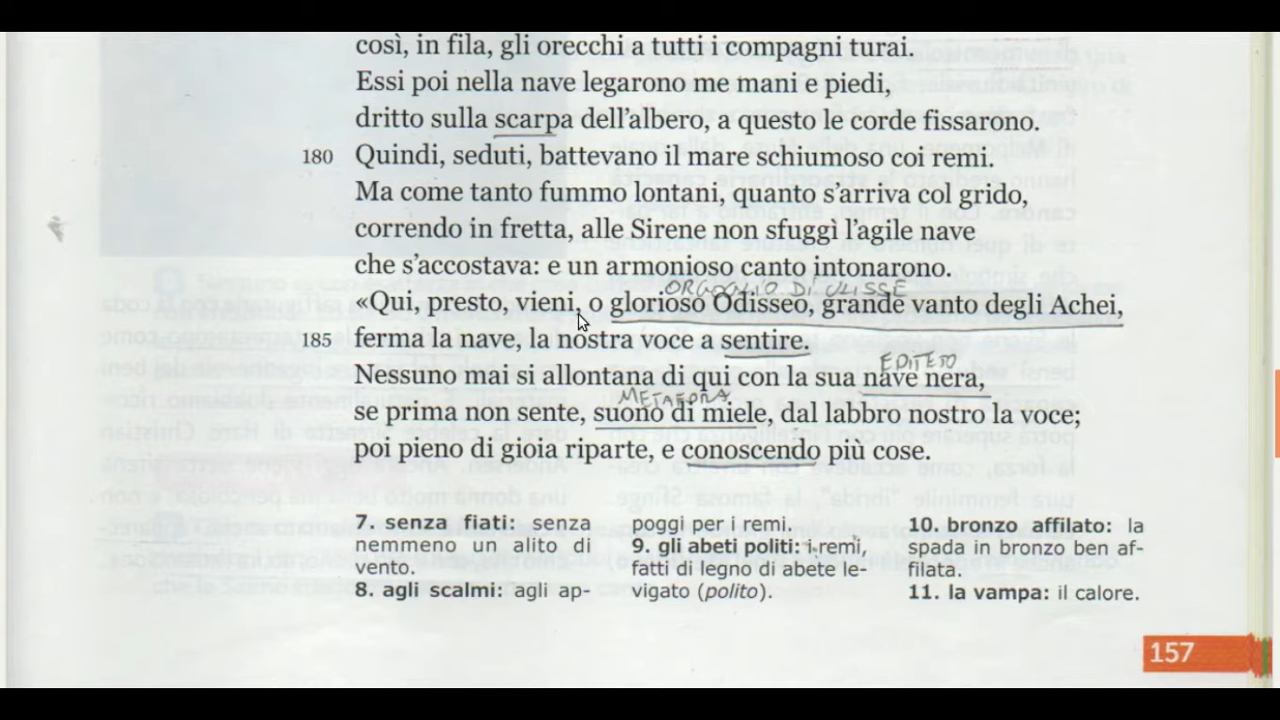 così, in fila, gli orecchi a tutti i compagni turai.
Essi poi nella nave legarono me mani e piedi,
dritto sulla scarpa dell'albero, a questo le corde fissarono.
180 Quindi, seduti, battevano il mare schiumoso coi remi.
Ma come tanto fummo lontani, quanto s'arriva col grido,
correndo in fretta, alle Sirene non sfuggì l'agile nave
che s'accostava: e un armonioso canto intonarono.
ORGOGLIO DI ULISSE
«Qui, presto, vieni, o glorioso Odisseo, grande vanto degli Achei,
185 ferma la nave, la nostra voce a sentire.
EPITETO
Nessuno mai si allontana di qui con la sua nave nera,
METAFORA
se prima non sente, suono di miele, dal labbro nostro la voce;
poi pieno di gioia riparte, e conoscendo più cose.
7. senza fiati: senza
nemmeno un alito di
vento.
8. agli scalmi: agli ap-
poggi per i remi.
9. gli abeti politi: i remi,
fatti di legno di abete le-
vigato (polito).
10. bronzo affilato: la
spada in bronzo ben af-
filata.
11. la vampa: il calore.
157